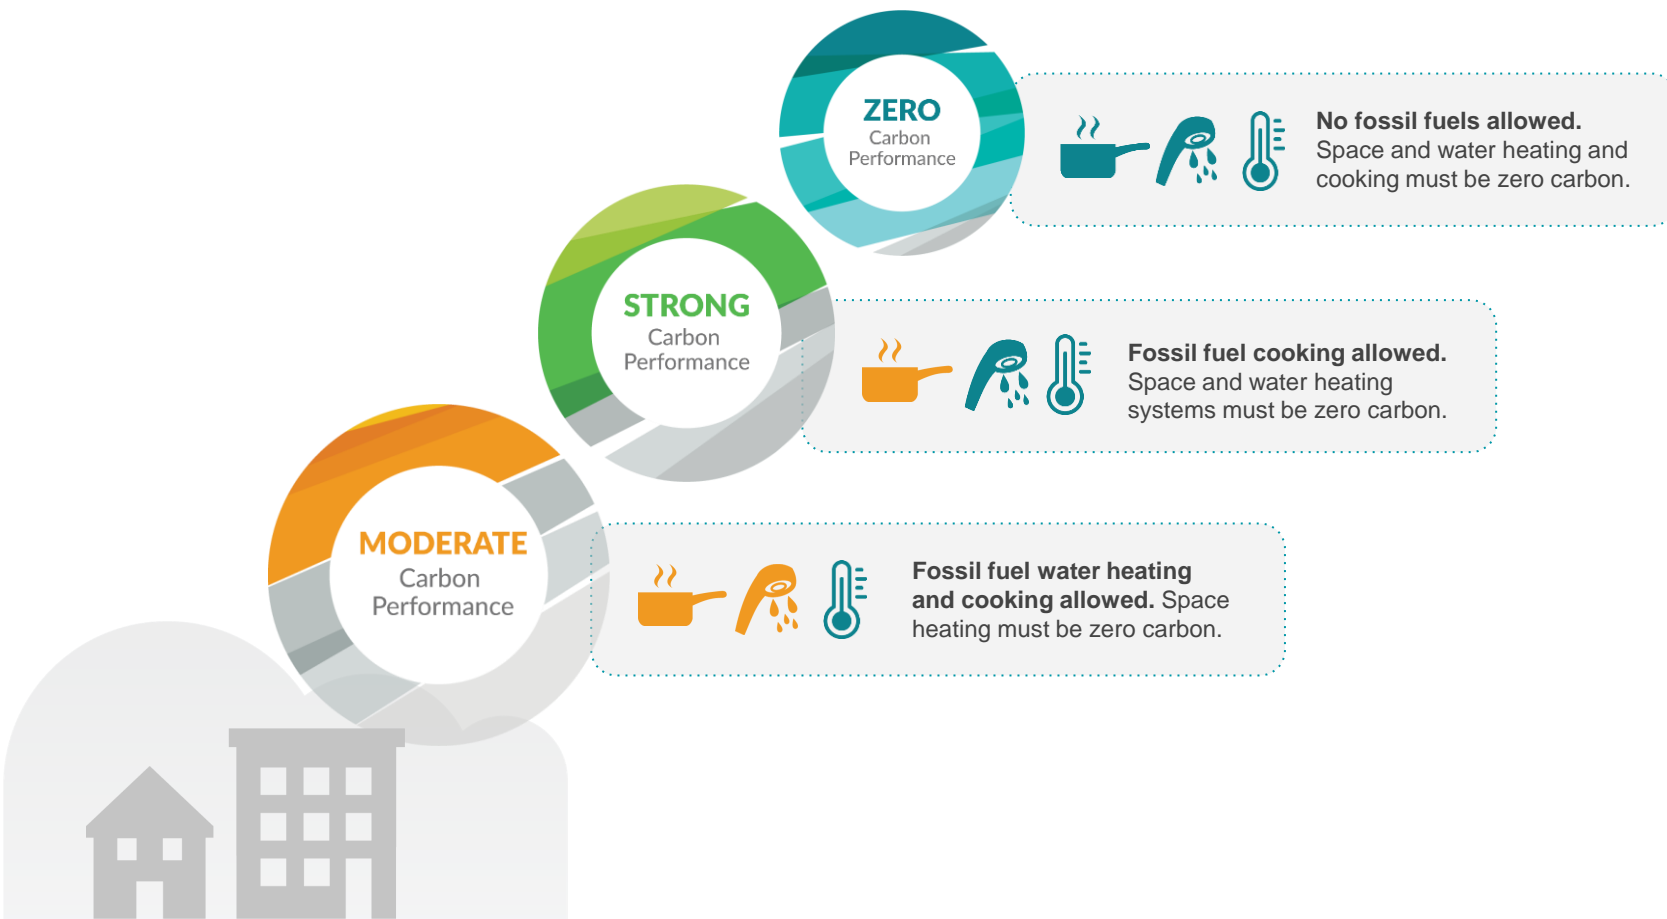 ZERO
Carbon
Performance
No fossil fuels allowed.
Space and water heating and
cooking must be zero carbon.
STRONG
Carbon
Performance
Fossil fuel cooking allowed.
Space and water heating
systems must be zero carbon.
MODERATE
Carbon
Performance
Fossil fuel water heating
and cooking allowed. Space
heating must be zero carbon.